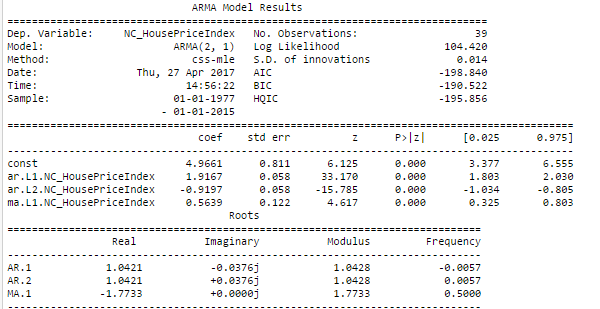 ARMA Model Results
==============================================================================
Dep. Variable: NC_HousePriceIndex No. Observations: 39
Model: ARMA(2, 1) Log Likelihood 104.420
Method: css-mle S.D. of innovations 0.014
Date: Thu, 27 Apr 2017 AIC -198.840
Time: 14:56:22 BIC -190.522
Sample: 01-01-1977 HQIC -195.856
- 01-01-2015
==============================================================================
coef std err z P>|z| [0.025 0.975]
------------------------------------------------------------------------------
const 4.9661 0.811 6.125 0.000 3.377 6.555
ar.L1.NC_HousePriceIndex 1.9167 0.058 33.170 0.000 1.803 2.030
ar.L2.NC_HousePriceIndex -0.9197 0.058 -15.785 0.000 -1.034 -0.805
ma.L1.NC_HousePriceIndex 0.5639 0.122 4.617 0.000 0.325 0.803
Roots
==============================================================================
Real Imaginary Modulus Frequency
------------------------------------------------------------------------------
AR.1 1.0421 -0.0376j 1.0428 -0.0057
AR.2 1.0421 +0.0376j 1.0428 0.0057
MA.1 -1.7733 +0.0000j 1.7733 0.5000
------------------------------------------------------------------------------